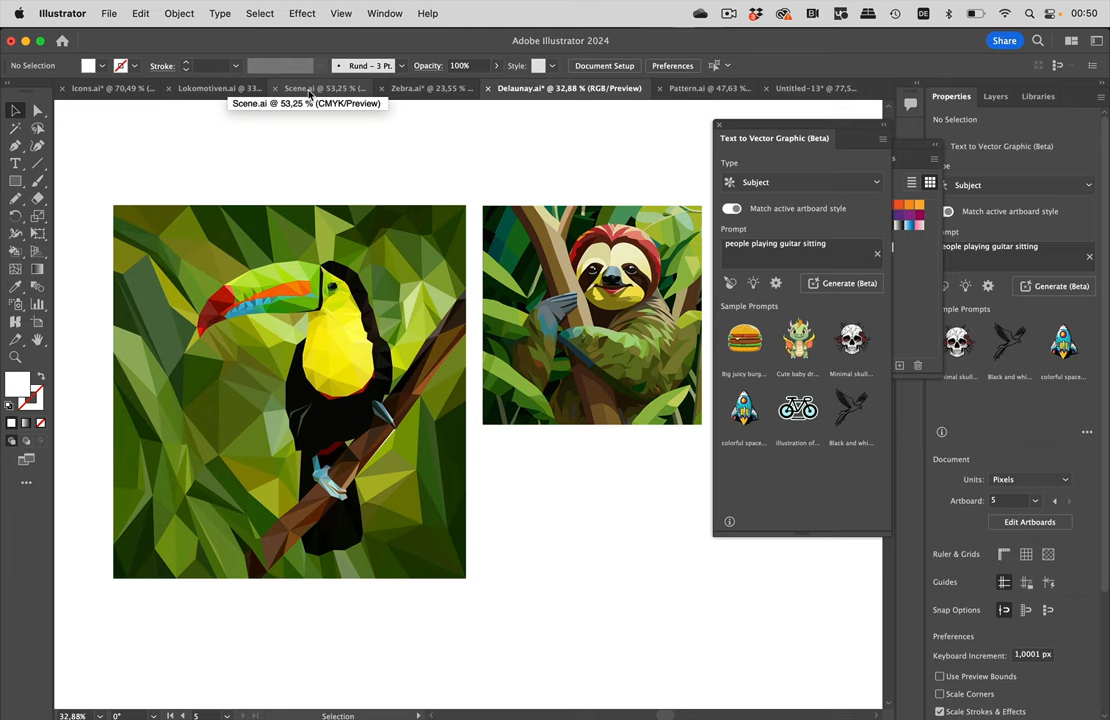 Illustrator File Edit Object Type Select Effect View Window Help
DE 00:50
Adobe Illustrator 2024
Share
No Selection Stroke: Rund - 3 Pt. Opacity: 100% Style: Document Setup Preferences
Icons.ai* @ 70,49 % (... Lokomotiven.ai @ 33... Scene.ai @ 53,25 % (... Zebra.ai* @ 23,55 % ... Delaunay.ai* @ 32,88 % (RGB/Preview) Pattern.ai @ 47,63 %... Untitled-13* @ 77,5...
Scene.ai @ 53,25 % (CMYK/Preview)
Properties Layers Libraries
No Selection
Text to Vector Graphic (Beta)
Type
Subject
Match active artboard style
Prompt
people playing guitar sitting
Generate (Beta)
Sample Prompts
Big juicy burg... Cute baby dr... Minimal skull...
colorful space... illustration of... Black and whi...
Text to Vector Graphic (Beta)
Subject
Match active artboard style
people playing guitar sitting
Generate (Beta)
Black and whi... colorful space...
Document
Units: Pixels
Artboard: 5
Edit Artboards
Ruler & Grids
Guides
Snap Options
Preferences
Keyboard Increment: 1,0001 px
Use Preview Bounds
Scale Corners
Scale Strokes & Effects
32,88% 0° 5 Selection